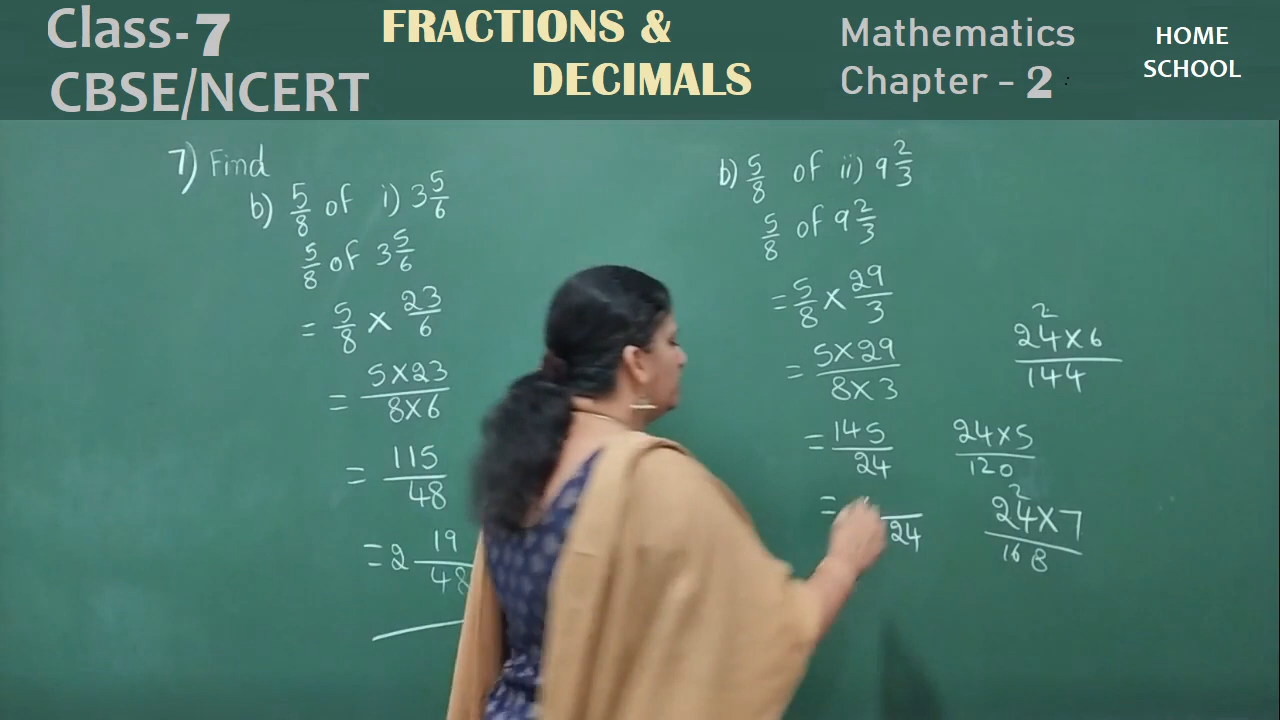 Class-7
CBSE/NCERT
FRACTIONS &
DECIMALS
Mathematics
Chapter - 2
HOME
SCHOOL
7) Find
b) 5/8 of i) 3 5/6
5/8 of 3 5/6
= 5/8 × 23/6
= 5×23/8×6
= 115/48
= 2 19/48
b) 5/8 of ii) 9 2/3
5/8 of 9 2/3
= 5/8 × 29/3
= 5×29/8×3
= 145/24
= /24
2
24×6
144
24×5
120
2
24×7
168